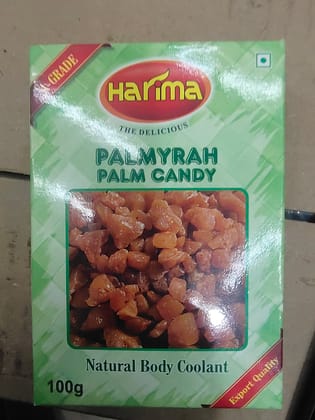 A-GRADE
Harima
THE DELICIOUS
PALMYRAH
PALM CANDY
Natural Body Coolant
100g
Export Quality